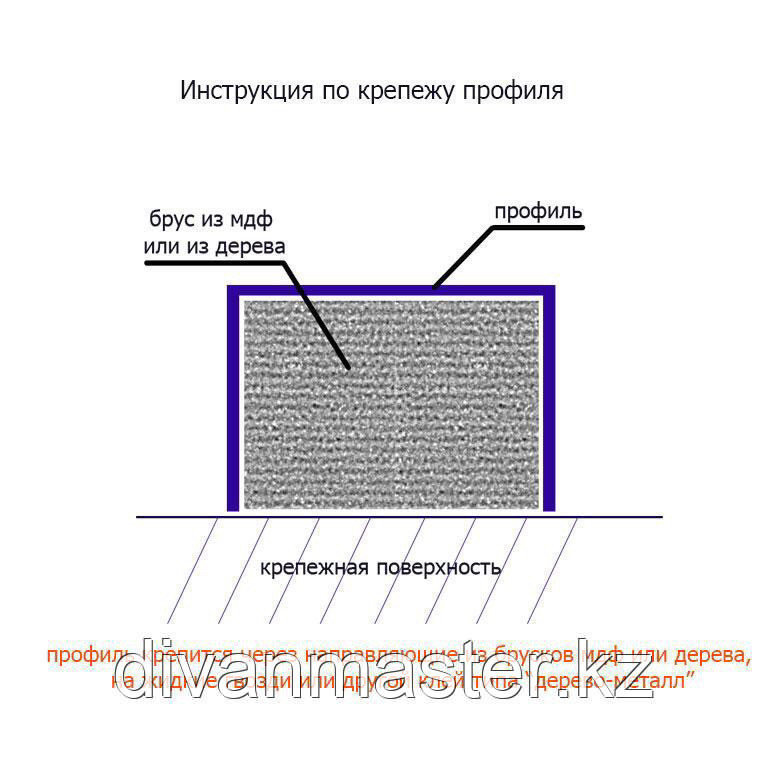 Инструкция по крепежу профиля
брус из мдф
или из дерева
профиль
крепежная поверхность
профиль крепится через направляющие из брусков мдф или дерева,
на жидкие гвозди или другой клей типа “дерево-металл”
divanmaster.kz